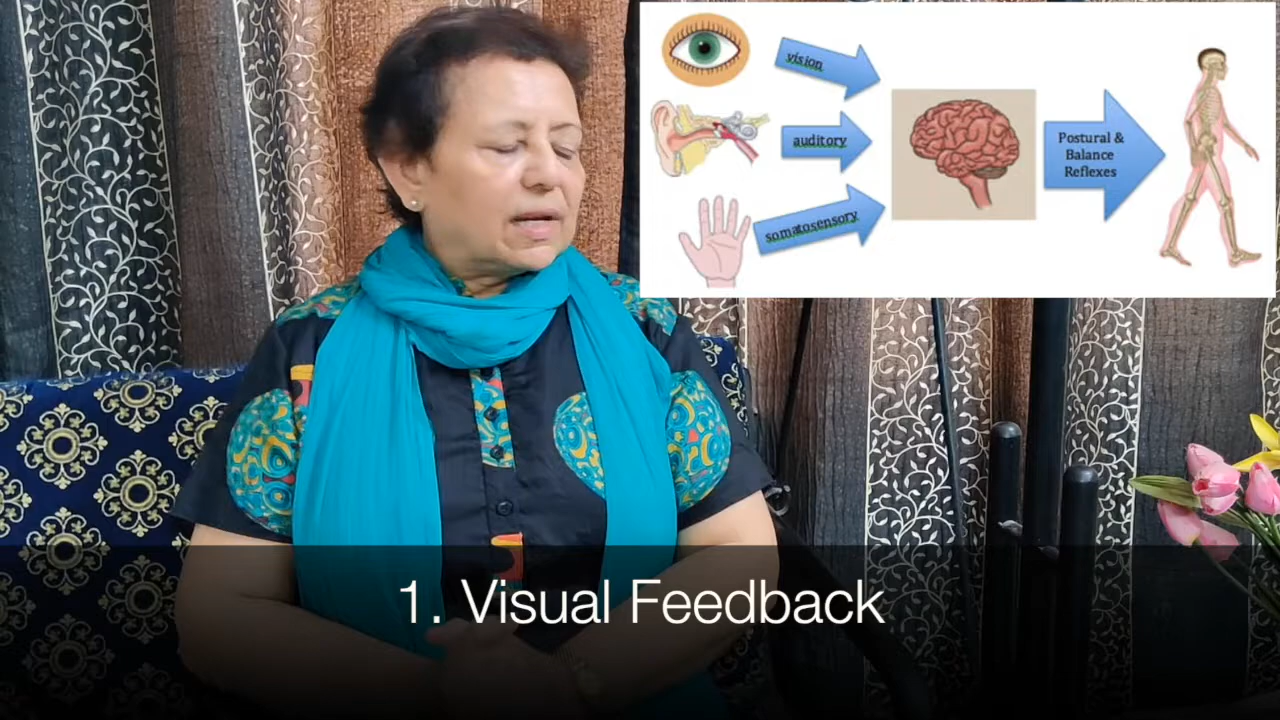 vision
auditory
somatosensory
Postural &
Balance
Reflexes
1. Visual Feedback